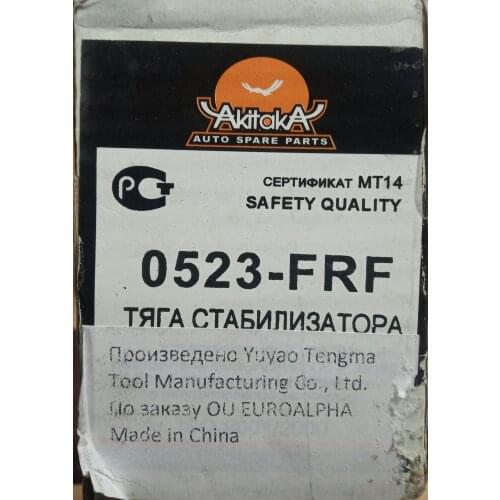 AkitakA
AUTO SPARE PARTS
РСТ
СЕРТИФИКАТ МТ14
SAFETY QUALITY
0523-FRF
ТЯГА СТАБИЛИЗАТОРА
Произведено Yuyao Tengma
Tool Manufacturing Co., Ltd.
По заказу OU EUROALPHA
Made in China